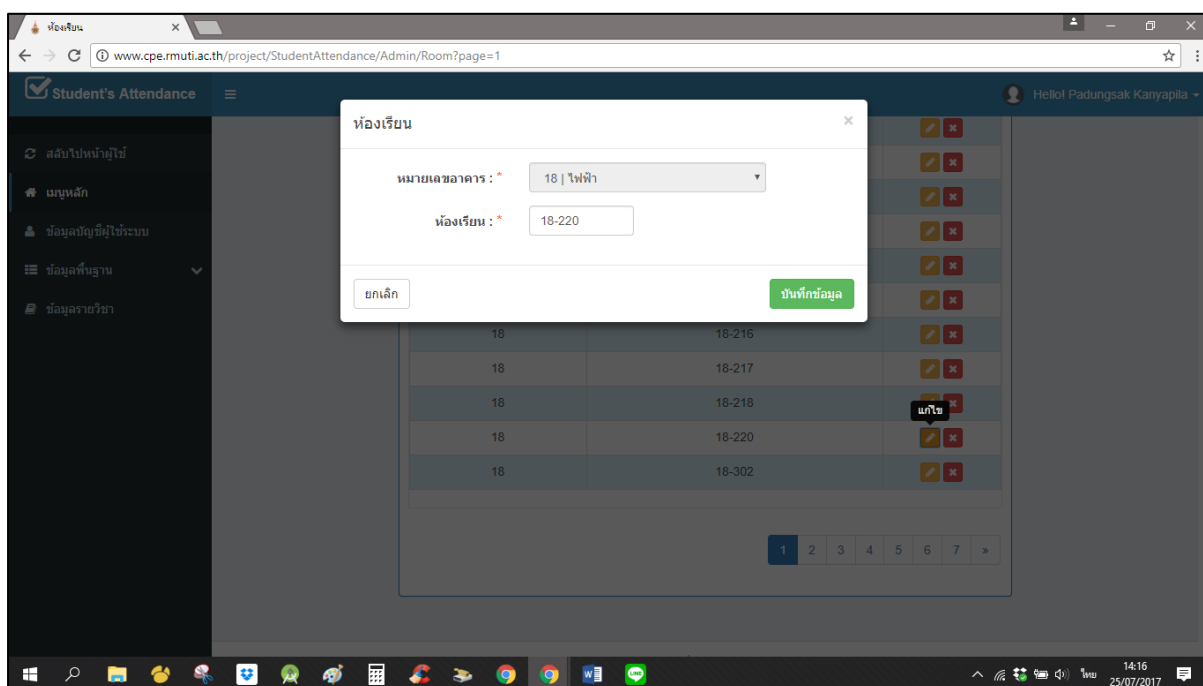 ห้องเรียน
www.cpe.rmuti.ac.th/project/StudentAttendance/Admin/Room?page=1
Student's Attendance
Hello! Padungsak Kanyapila
สลับไปหน้าผู้ใช้
เมนูหลัก
ข้อมูลบัญชีผู้ใช้ระบบ
ข้อมูลพื้นฐาน
ข้อมูลรายวิชา
ห้องเรียน
หมายเลขอาคาร : *
18 | ไฟฟ้า
ห้องเรียน : *
18-220
ยกเลิก
บันทึกข้อมูล
18 18-216
18 18-217
18 18-218
แก้ไข
18 18-220
18 18-302
1 2 3 4 5 6 7 »
ไทย
14:16
25/07/2017